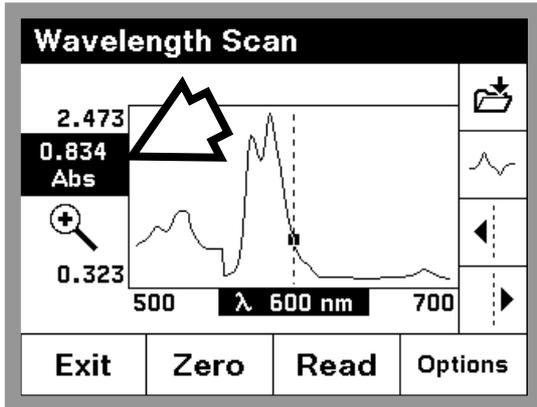 Wavelength Scan
2.473
0.834
Abs
0.323
500 λ 600 nm 700
Exit Zero Read Options